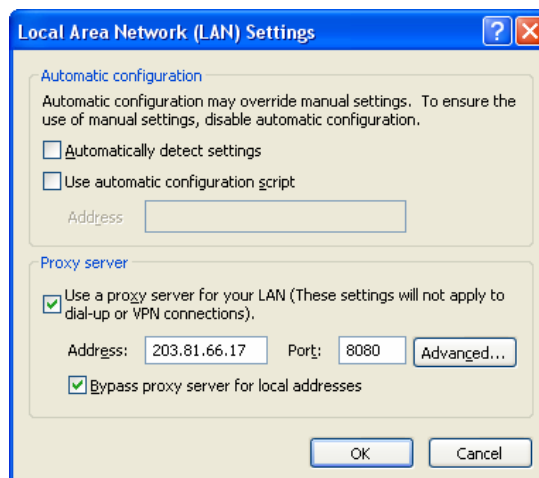 Local Area Network (LAN) Settings
Automatic configuration
Automatic configuration may override manual settings. To ensure the
use of manual settings, disable automatic configuration.
Automatically detect settings
Use automatic configuration script
Address
Proxy server
Use a proxy server for your LAN (These settings will not apply to
dial-up or VPN connections).
Address: 203.81.66.17 Port: 8080 Advanced...
Bypass proxy server for local addresses
OK Cancel